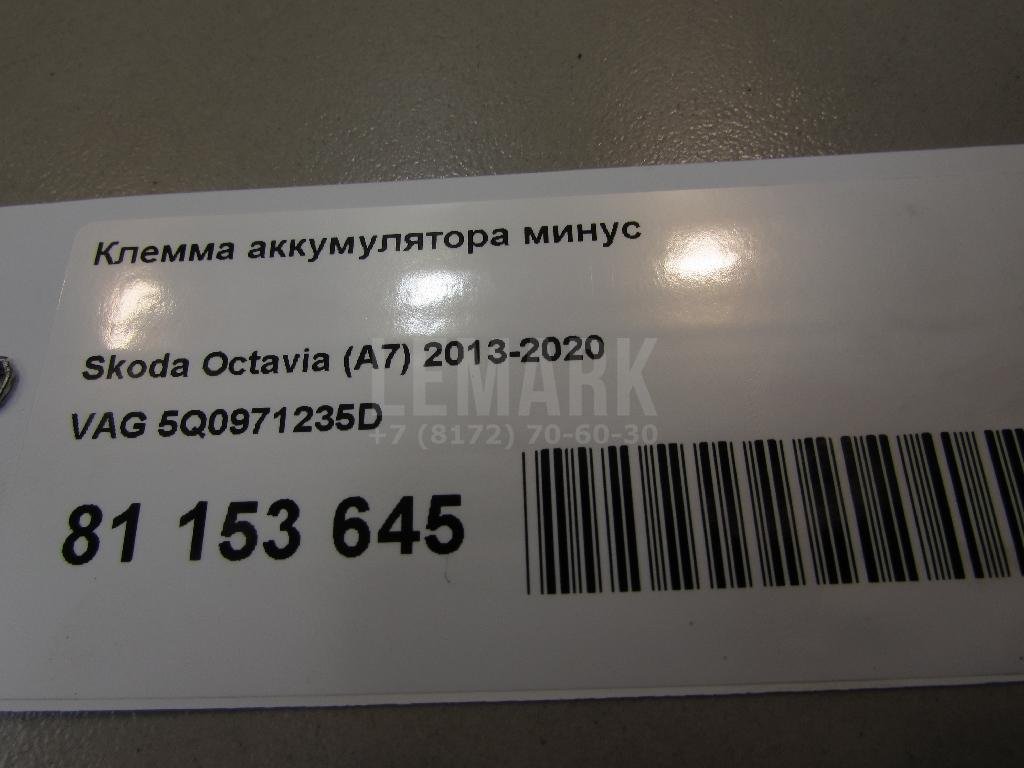 Клемма аккумулятора минус
Skoda Octavia (A7) 2013-2020
LEMARK
VAG 5Q0971235D
+7 (8172) 70-60-30
81 153 645